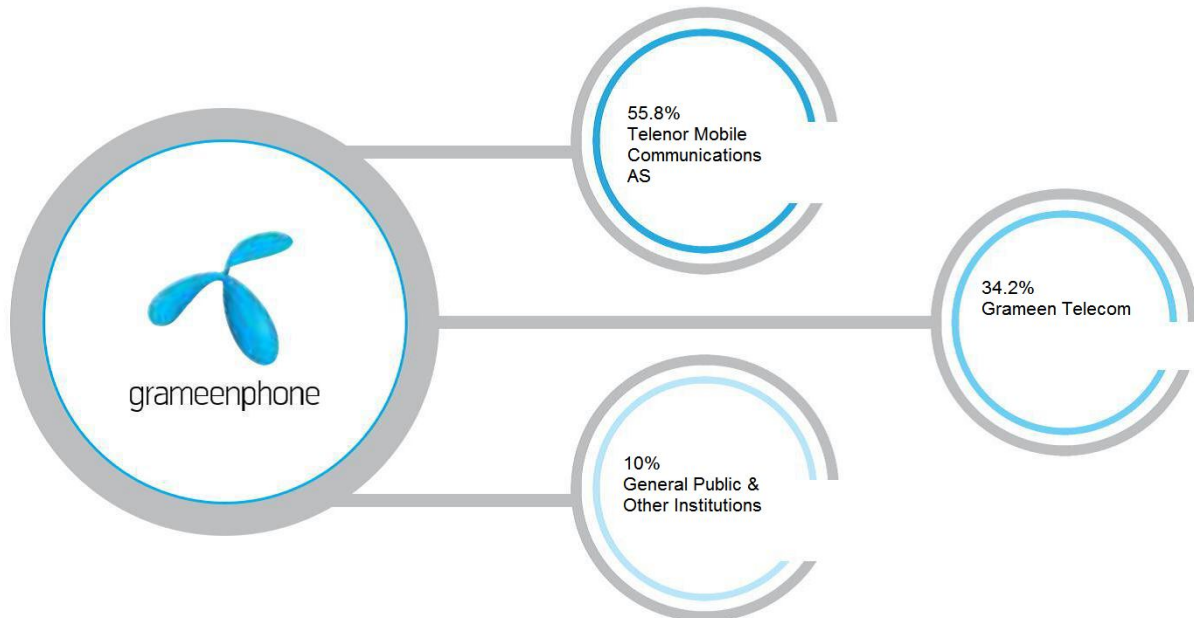 55.8%
Telenor Mobile
Communications
AS
34.2%
Grameen Telecom
grameenphone
10%
General Public &
Other Institutions